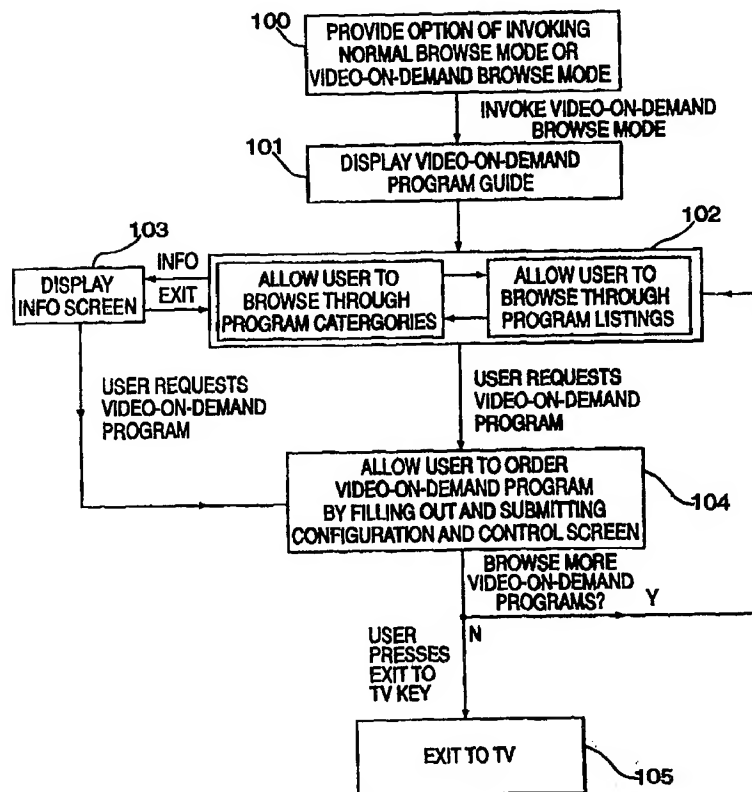 100
PROVIDE OPTION OF INVOKING
NORMAL BROWSE MODE OR
VIDEO-ON-DEMAND BROWSE MODE
INVOKE VIDEO-ON-DEMAND
BROWSE MODE
101
DISPLAY VIDEO-ON-DEMAND
PROGRAM GUIDE
102
103
DISPLAY
INFO SCREEN
INFO
EXIT
ALLOW USER TO
BROWSE THROUGH
PROGRAM CATERGORIES
ALLOW USER TO
BROWSE THROUGH
PROGRAM LISTINGS
USER REQUESTS
VIDEO-ON-DEMAND
PROGRAM
USER REQUESTS
VIDEO-ON-DEMAND
PROGRAM
ALLOW USER TO ORDER
VIDEO-ON-DEMAND PROGRAM
BY FILLING OUT AND SUBMITTING
CONFIGURATION AND CONTROL SCREEN
104
BROWSE MORE
VIDEO-ON-DEMAND
PROGRAMS?
Y
N
USER
PRESSES
EXIT TO
TV KEY
EXIT TO TV
105